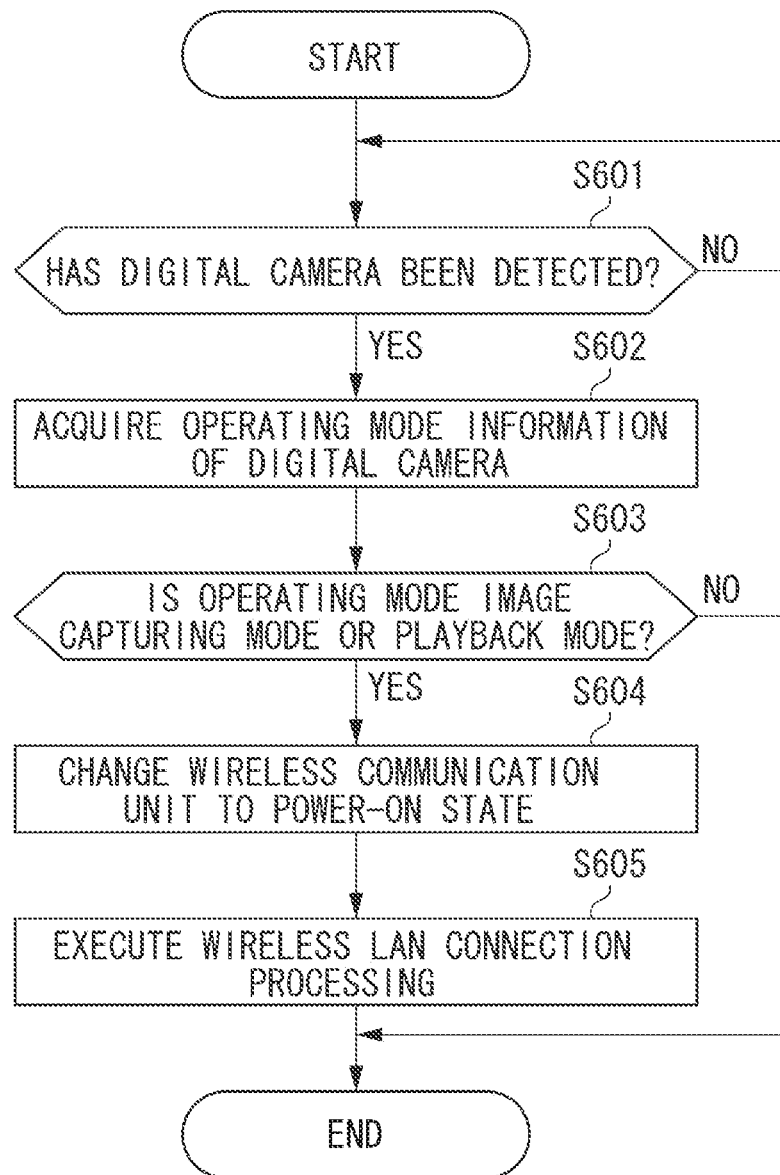 START
S601
HAS DIGITAL CAMERA BEEN DETECTED?
NO
YES
S602
ACQUIRE OPERATING MODE INFORMATION
OF DIGITAL CAMERA
S603
IS OPERATING MODE IMAGE
CAPTURING MODE OR PLAYBACK MODE?
NO
YES
S604
CHANGE WIRELESS COMMUNICATION
UNIT TO POWER-ON STATE
S605
EXECUTE WIRELESS LAN CONNECTION
PROCESSING
END